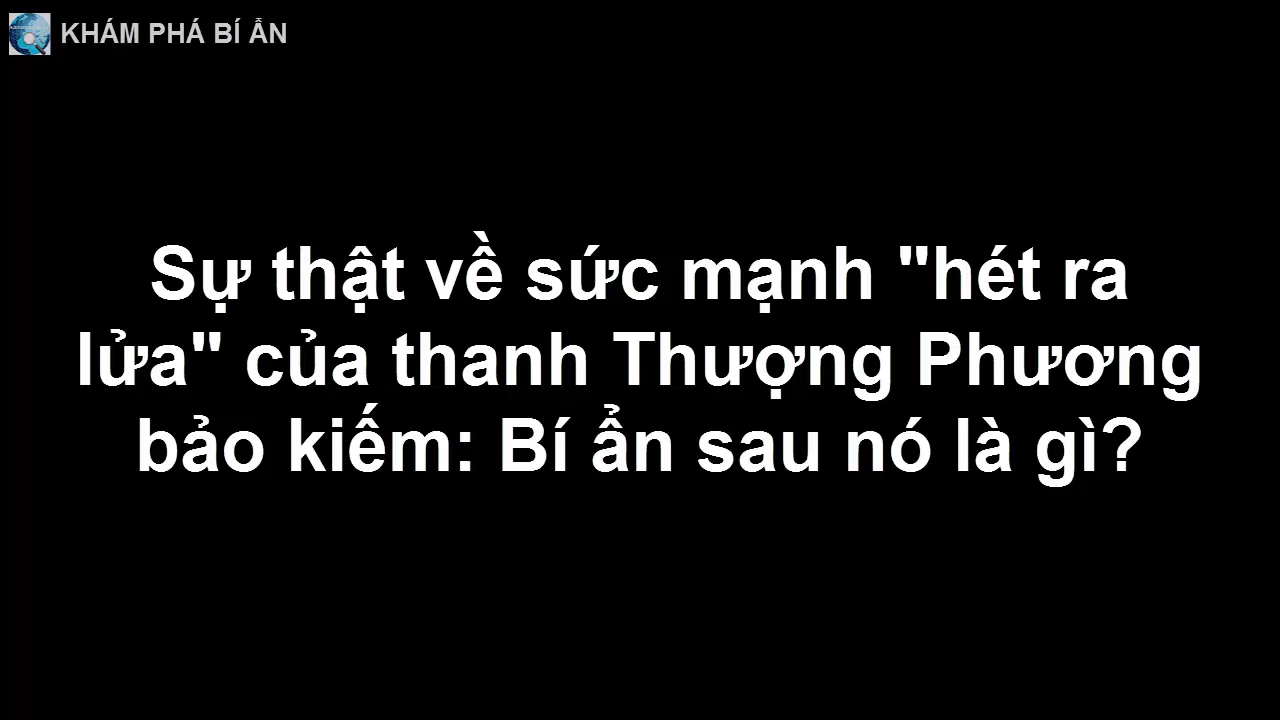 KHÁM PHÁ BÍ ẨN
Sự thật về sức mạnh "hét ra
lửa" của thanh Thượng Phương
bảo kiếm: Bí ẩn sau nó là gì?